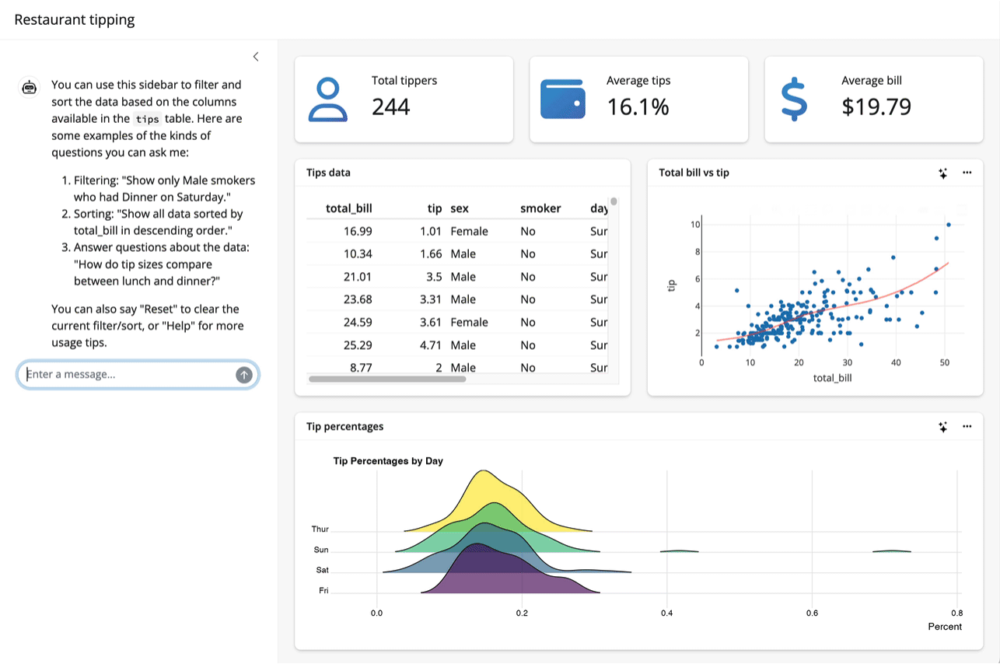 Restaurant tipping
You can use this sidebar to filter and
sort the data based on the columns
available in the tips table. Here are
some examples of the kinds of
questions you can ask me:
1. Filtering: "Show only Male smokers
who had Dinner on Saturday."
2. Sorting: "Show all data sorted by
total_bill in descending order."
3. Answer questions about the data:
"How do tip sizes compare
between lunch and dinner?"
You can also say "Reset" to clear the
current filter/sort, or "Help" for more
usage tips.
Enter a message...
Total tippers
244
Average tips
16.1%
Average bill
$19.79
Tips data
total_bill tip sex smoker day
16.99 1.01 Female No Sun
10.34 1.66 Male No Sun
21.01 3.5 Male No Sun
23.68 3.31 Male No Sun
24.59 3.61 Female No Sun
25.29 4.71 Male No Sun
8.77 2 Male No Sun
Total bill vs tip
10
8
6
4
2
tip
0 10 20 30 40 50
total_bill
Tip percentages
Tip Percentages by Day
Thur
Sun
Sat
Fri
0.0 0.2 0.4 0.6 0.8
Percent